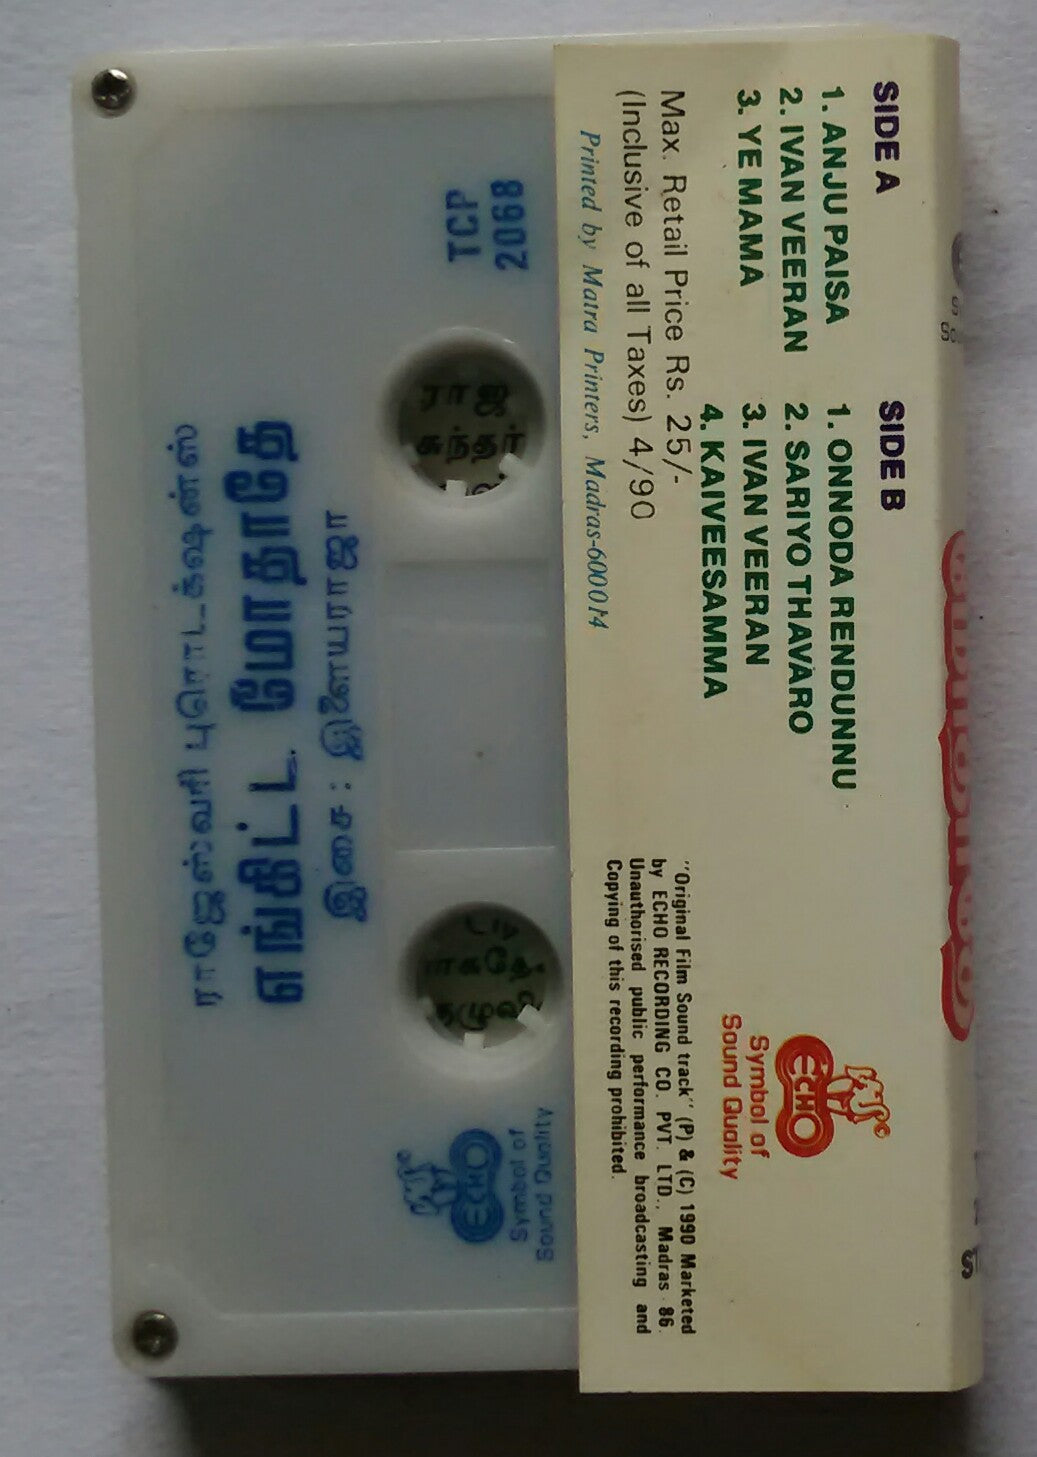 SIDE A
1. ANJU PAISA
2. IVAN VEERAN
3. YE MAMA
SIDE B
1. ONNODA RENDUNNU
2. SARIYO THAVARO
3. IVAN VEERAN
4. KAIVEESAMMA
Max. Retail Price Rs. 25/-
(Inclusive of all Taxes) 4/90
Printed by Matra Printers, Madras-600014
ECHO
Symbol of
Sound Quality
"Original Film Sound track" (P) & (C) 1990 Marketed
by ECHO RECORDING CO. PVT. LTD., Madras - 86.
Unauthorised public performance broadcasting and
Copying of this recording prohibited.
2068
TCP
ராஜ
சுந்தர்
இசை : இளையராஜா
எங்கிட்ட மோதாதே
ECHO
Symbol of
Sound Quality